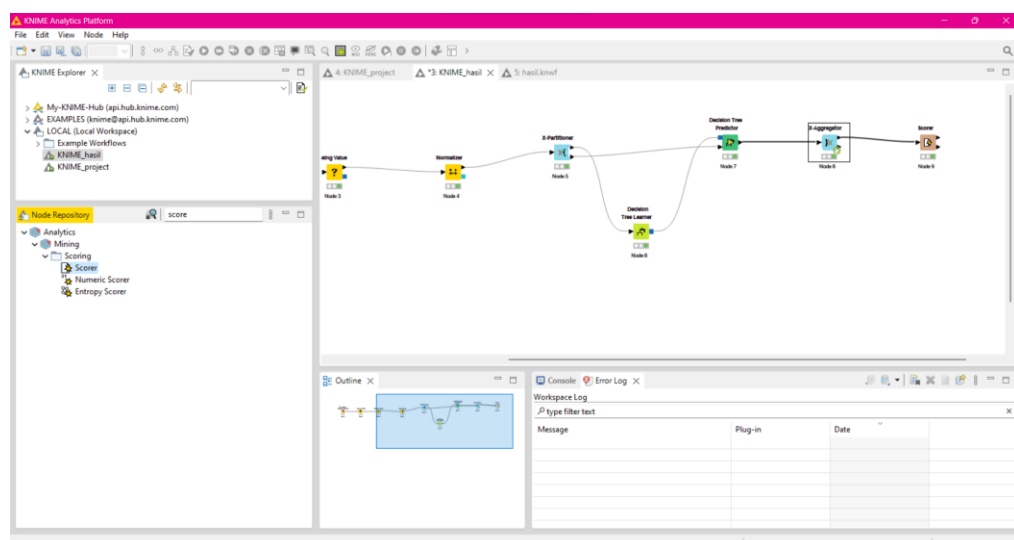 KNIME Analytics Platform
File Edit View Node Help
KNIME Explorer
My-KNIME-Hub (api.hub.knime.com)
EXAMPLES (knime@api.hub.knime.com)
LOCAL (Local Workspace)
Example Workflows
KNIME_hasil
KNIME_project
Node Repository
score
Analytics
Mining
Scoring
Scorer
Numeric Scorer
Entropy Scorer
4: KNIME_project *3: KNIME_hasil 5: hasil.knwf
ing Value
Node 3
Normalizer
Node 4
X-Partitioner
Node 5
Decision
Tree Learner
Node 6
Decision Tree
Predictor
Node 7
X-Aggregator
Node 8
Scorer
Node 9
Outline
Console Error Log
Workspace Log
type filter text
Message Plug-in Date